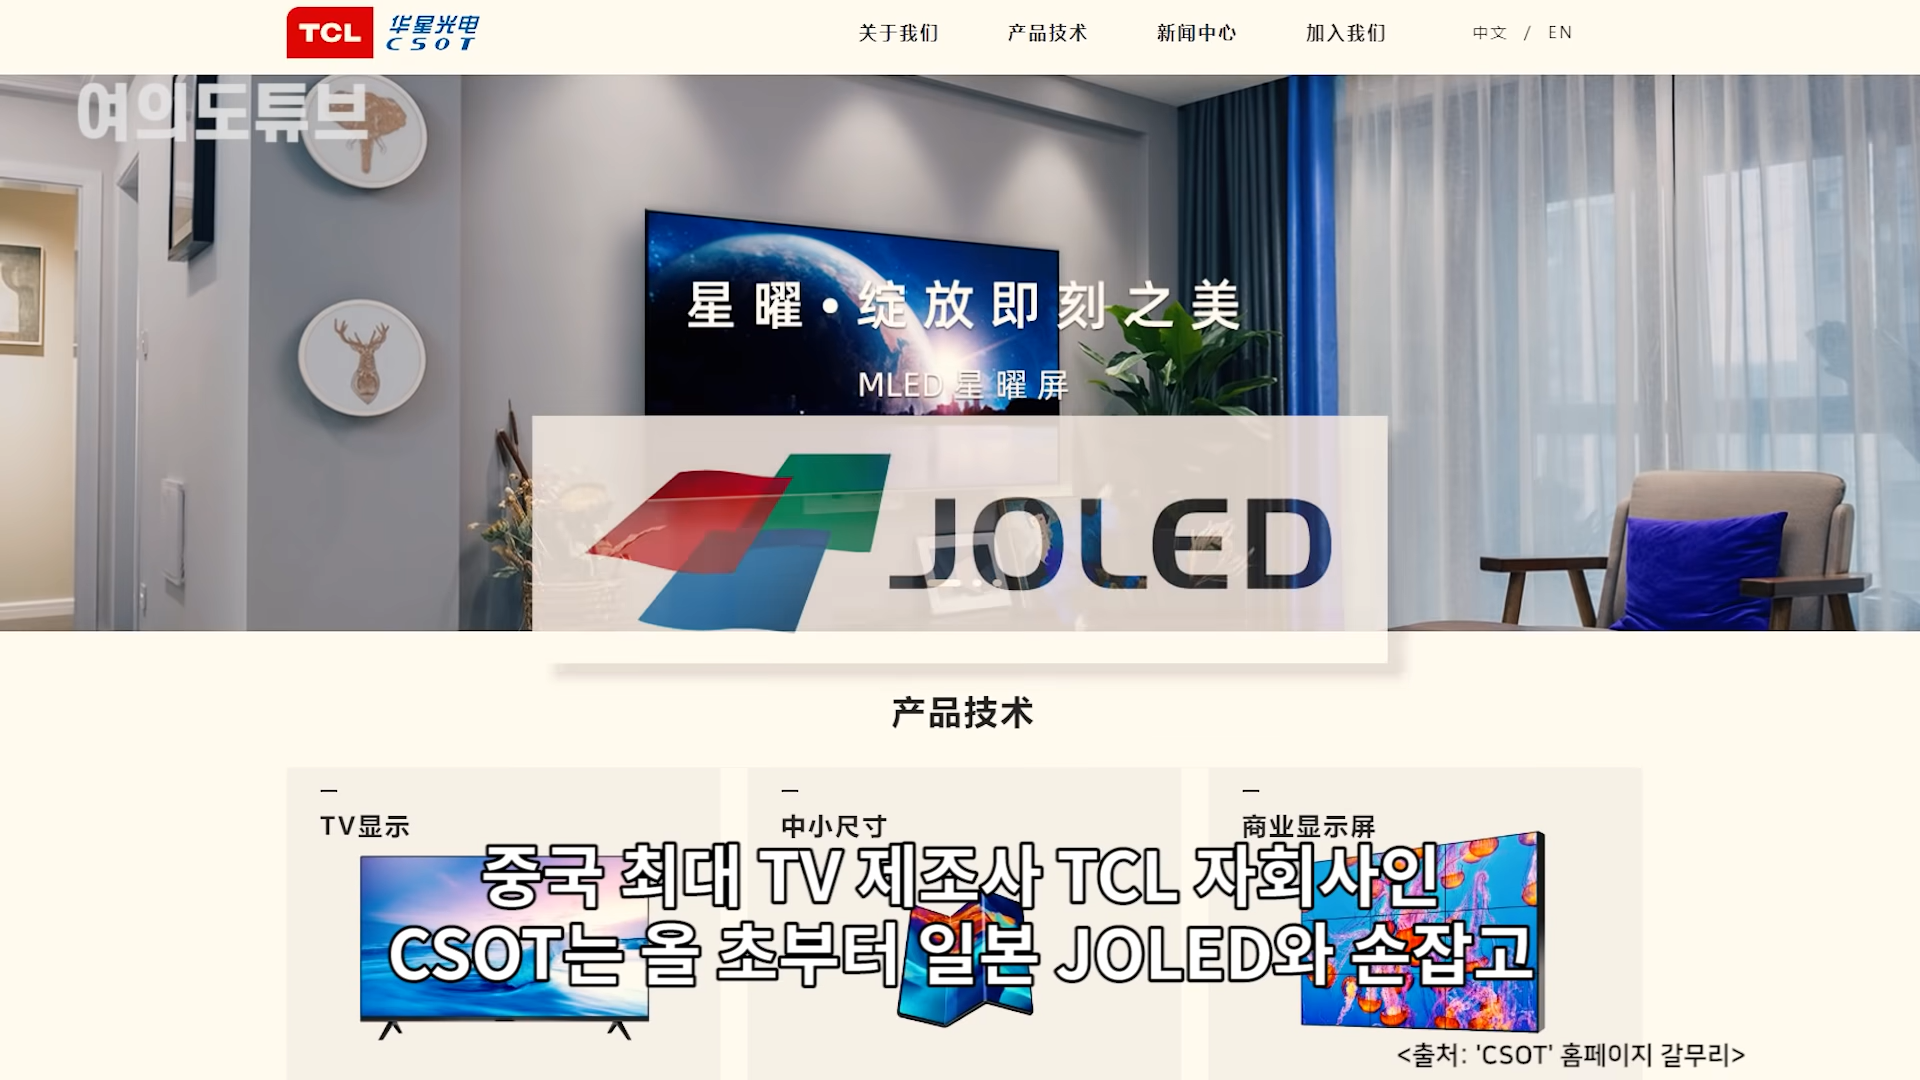 TCL 华星光电
CSOT
关于我们 产品技术 新闻中心 加入我们 中文 / EN
여의도튜브
星曜·绽放即刻之美
MLED星曜屏
JOLED
产品技术
TV显示 中小尺寸 商业显示屏
중국 최대 TV 제조사 TCL 자회사인
CSOT는 올 초부터 일본 JOLED와 손잡고
<출처: 'CSOT' 홈페이지 갈무리>